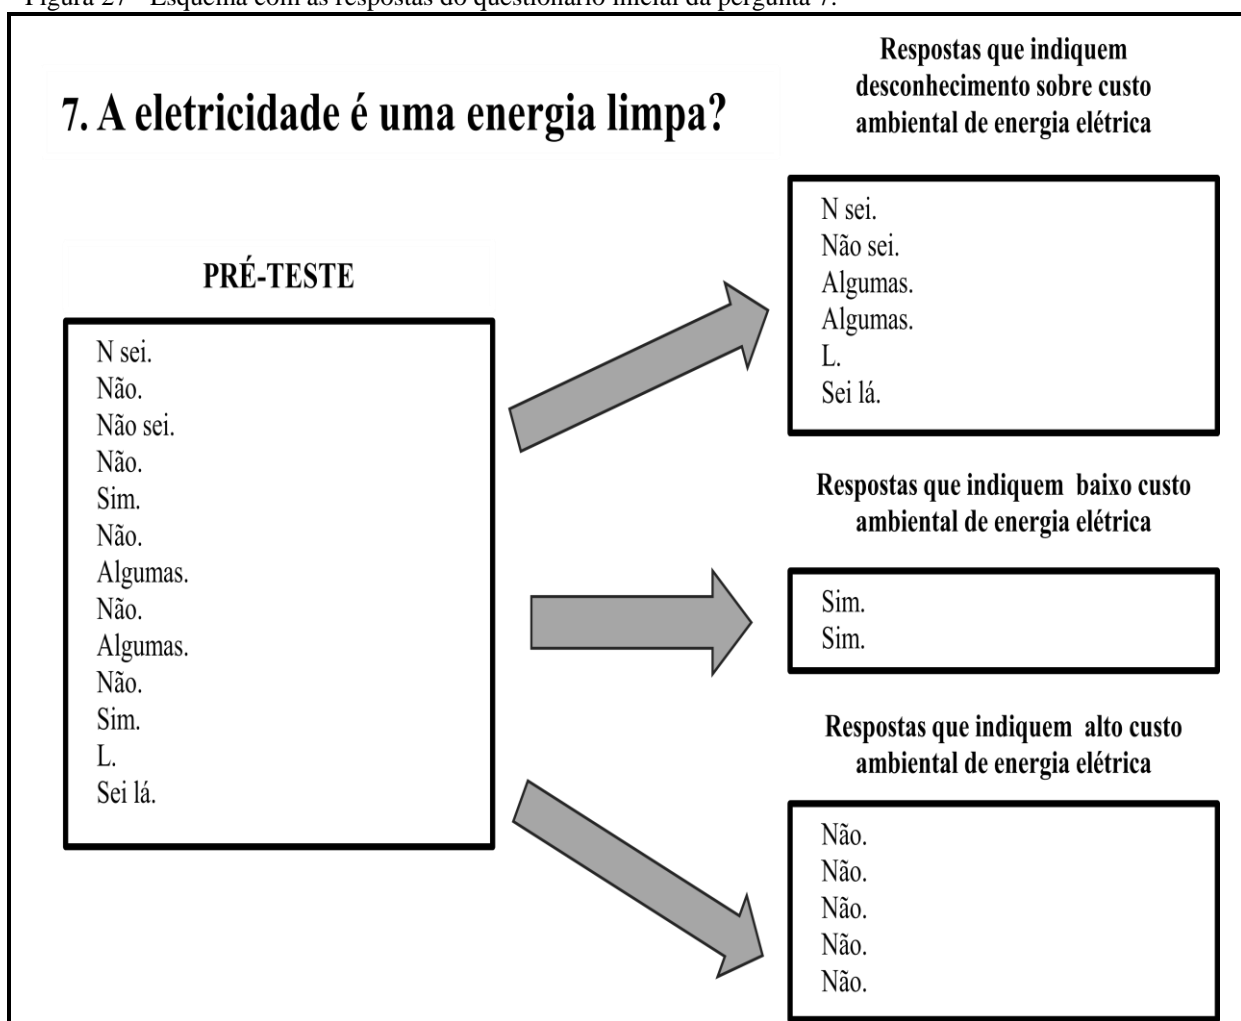 Figura 27 - Esquema com as respostas do questionário inicial da pergunta 7.
7. A eletricidade é uma energia limpa?
PRÉ-TESTE
N sei.
Não.
Não sei.
Não.
Sim.
Não.
Algumas.
Não.
Algumas.
Não.
Sim.
L.
Sei lá.
Respostas que indiquem
desconhecimento sobre custo
ambiental de energia elétrica
N sei.
Não sei.
Algumas.
Algumas.
L.
Sei lá.
Respostas que indiquem baixo custo
ambiental de energia elétrica
Sim.
Sim.
Respostas que indiquem alto custo
ambiental de energia elétrica
Não.
Não.
Não.
Não.
Não.